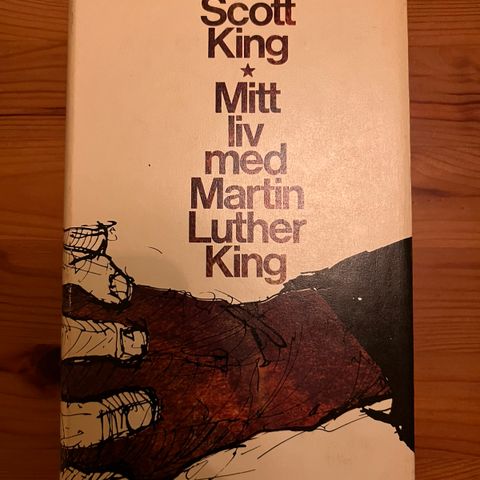 Scott
King
★
Mitt
liv
med
Martin
Luther
King